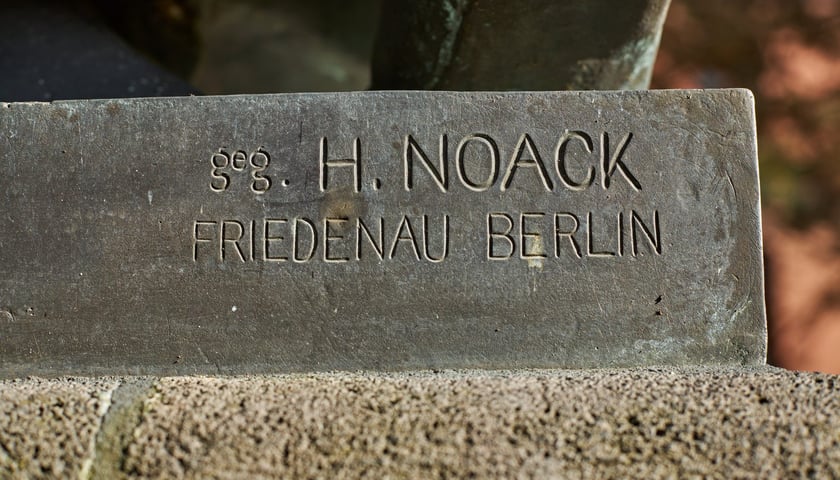 geg. H. NOACK
FRIEDENAU BERLIN